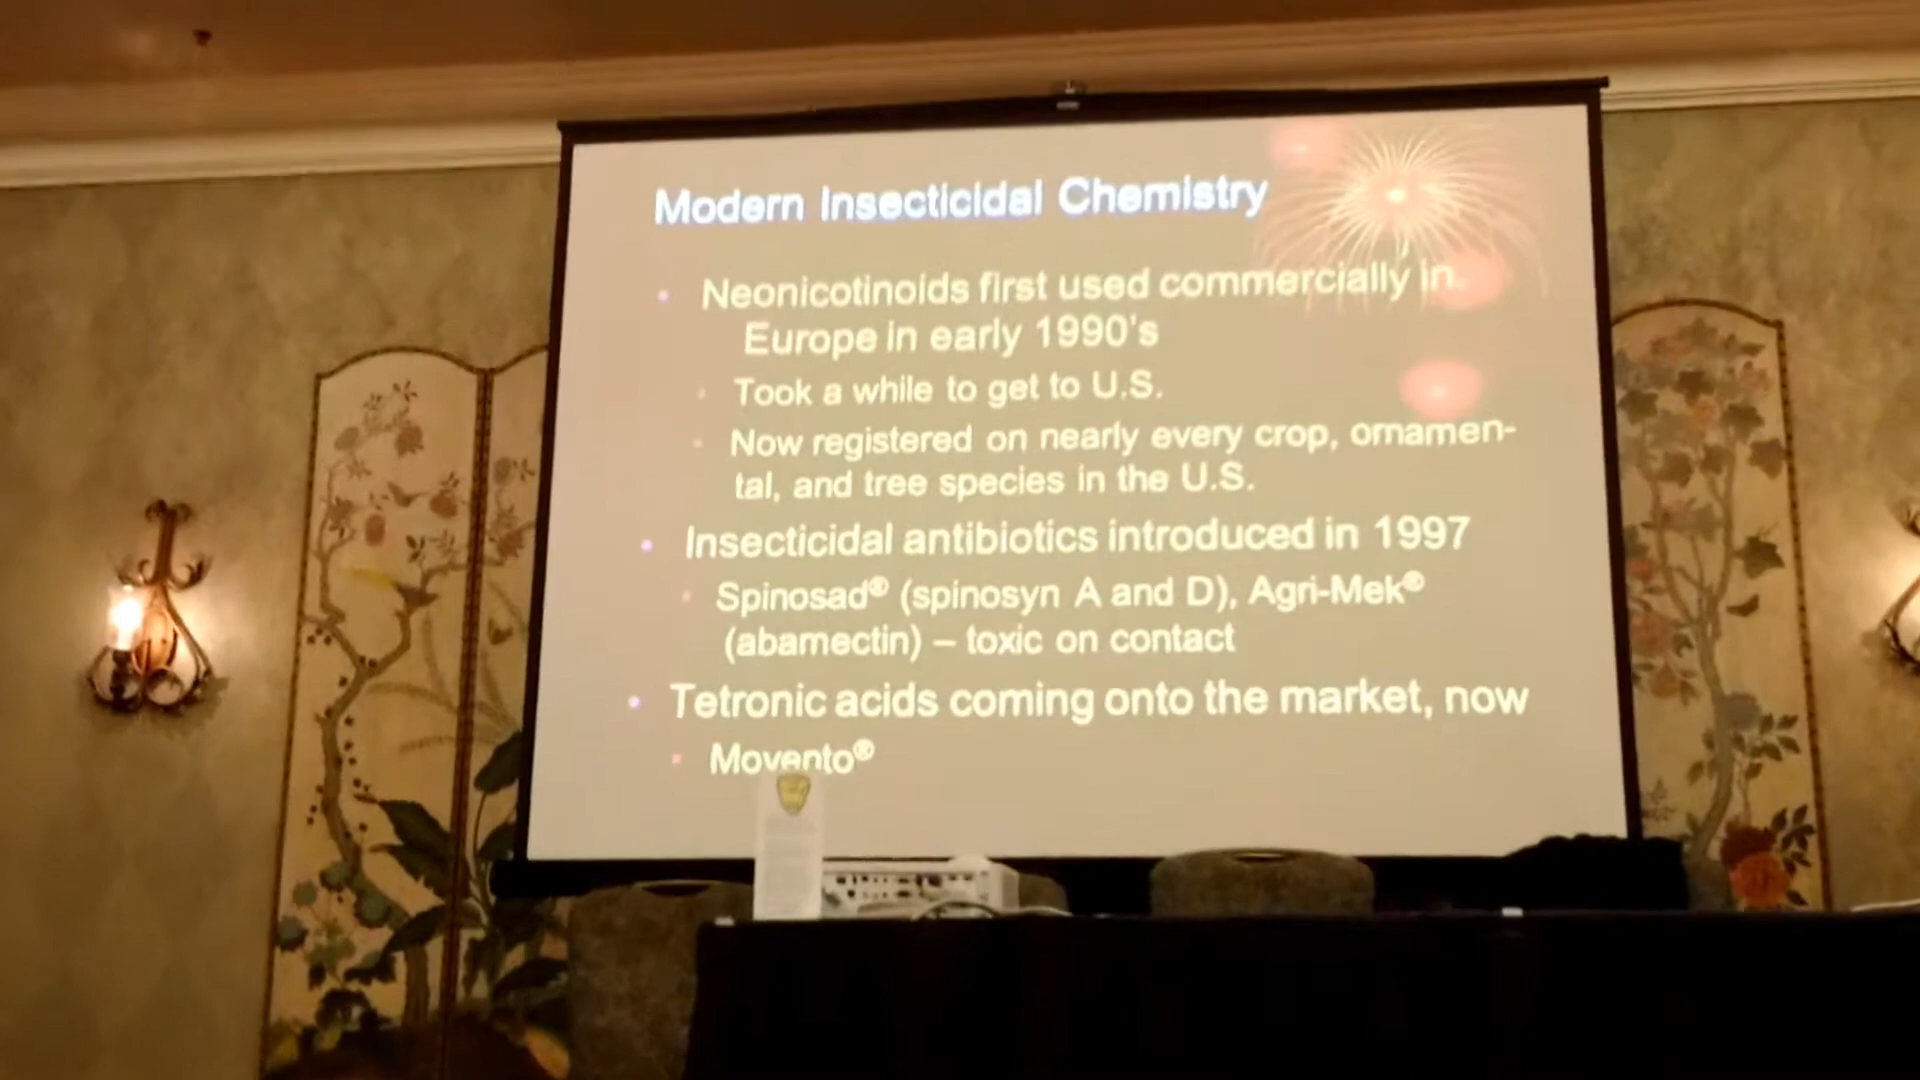 Modern Insecticidal Chemistry
• Neonicotinoids first used commercially in
Europe in early 1990's
• Took a while to get to U.S.
• Now registered on nearly every crop, ornamen-
tal, and tree species in the U.S.
• Insecticidal antibiotics introduced in 1997
• Spinosad® (spinosyn A and D), Agri-Mek®
(abamectin) – toxic on contact
• Tetronic acids coming onto the market, now
• Movento®